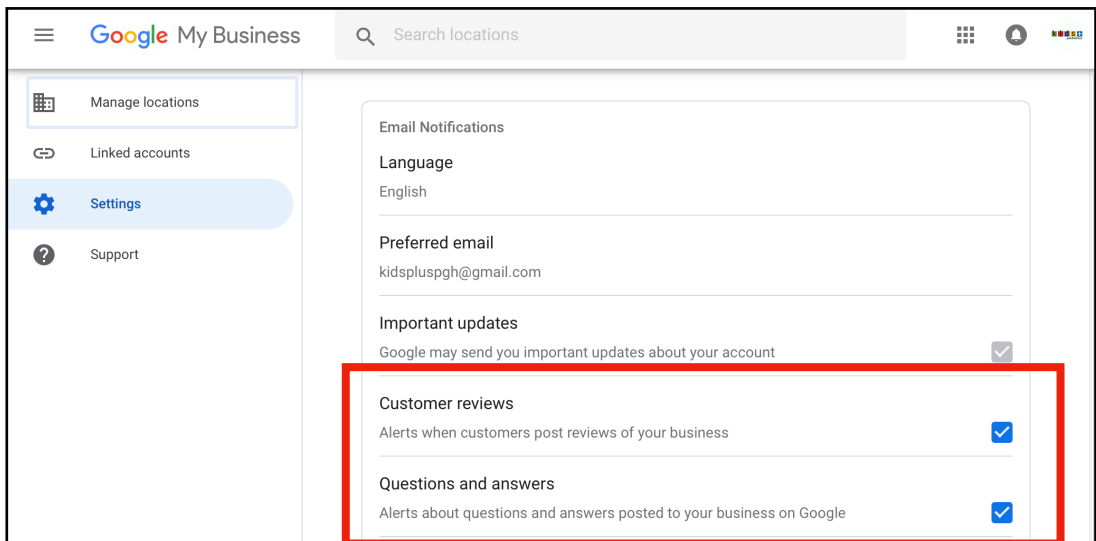 Google My Business
Search locations
Manage locations
Linked accounts
Settings
Support
Email Notifications
Language
English
Preferred email
kidspluspgh@gmail.com
Important updates
Google may send you important updates about your account
Customer reviews
Alerts when customers post reviews of your business
Questions and answers
Alerts about questions and answers posted to your business on Google